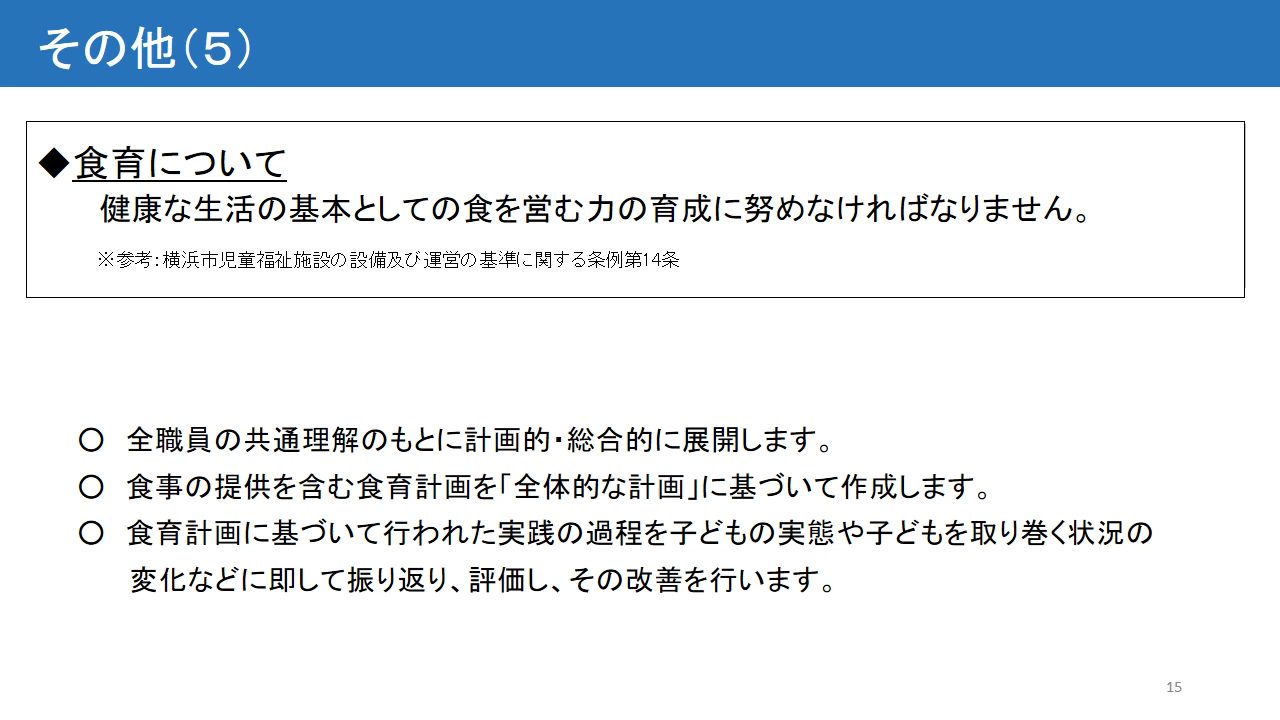 その他（５）
◆食育について
健康な生活の基本としての食を営む力の育成に努めなければなりません。
※参考：横浜市児童福祉施設の設備及び運営の基準に関する条例第14条
○ 全職員の共通理解のもとに計画的・総合的に展開します。
○ 食事の提供を含む食育計画を「全体的な計画」に基づいて作成します。
○ 食育計画に基づいて行われた実践の過程を子どもの実態や子どもを取り巻く状況の
変化などに即して振り返り、評価し、その改善を行います。
15